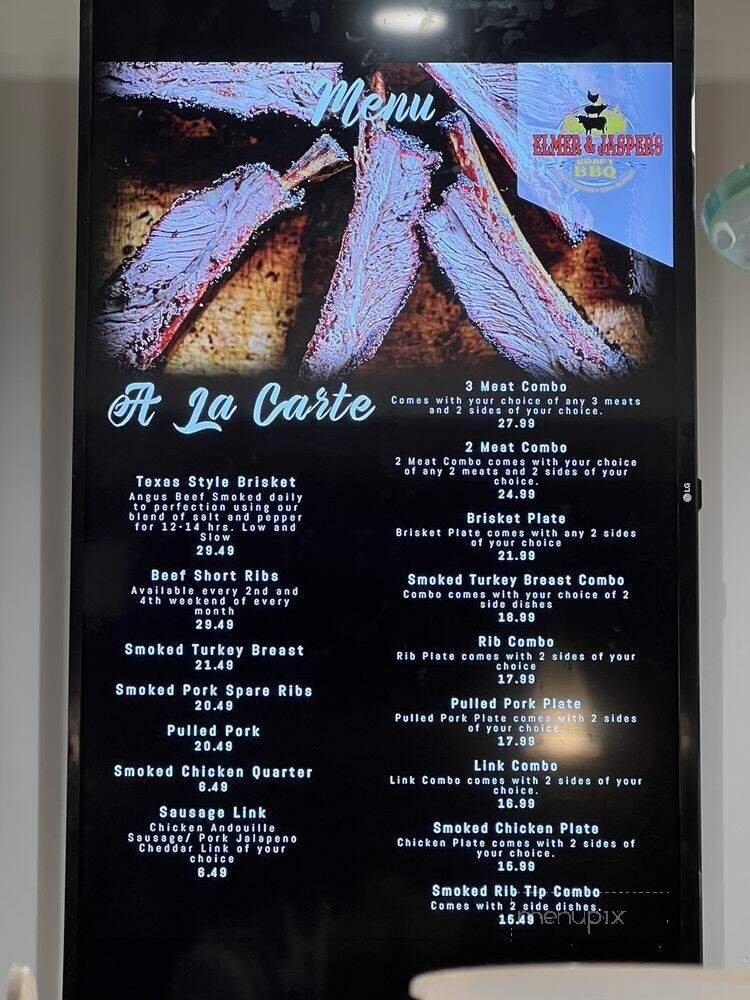 Menu
ELMER & JASPER'S
CRAFT
BBQ
A La Carte
Texas Style Brisket
Angus Beef Smoked daily
to perfection using our
blend of salt and pepper
for 12-14 hrs. Low and
Slow
29.49
Beef Short Ribs
Available every 2nd and
4th weekend of every
month
29.49
Smoked Turkey Breast
21.49
Smoked Pork Spare Ribs
20.49
Pulled Pork
20.49
Smoked Chicken Quarter
6.49
Sausage Link
Chicken Andouille
Sausage/ Pork Jalapeno
Cheddar Link of your
choice
6.49
3 Meat Combo
Comes with your choice of any 3 meats
and 2 sides of your choice.
27.99
2 Meat Combo
2 Meat Combo comes with your choice
of any 2 meats and 2 sides of your
choice.
24.99
Brisket Plate
Brisket Plate comes with any 2 sides
of your choice
21.99
Smoked Turkey Breast Combo
Combo comes with your choice of 2
side dishes
18.99
Rib Combo
Rib Plate comes with 2 sides of your
choice
17.99
Pulled Pork Plate
Pulled Pork Plate comes with 2 sides
of your choice.
17.99
Link Combo
Link Combo comes with 2 sides of your
choice.
16.99
Smoked Chicken Plate
Chicken Plate comes with 2 sides of
your choice.
15.99
Smoked Rib Tip Combo
Comes with 2 side dishes.
15.49
menupix
LG